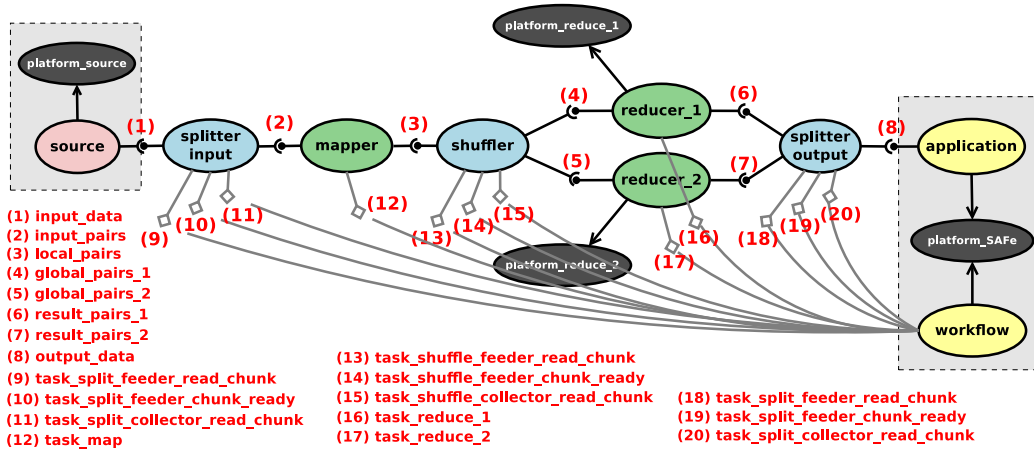 platform_reduce_1
platform_source
(1)
(2)
(3)
(4)
(5)
(6)
(7)
(8)
source
splitter
input
mapper
shuffler
reducer_1
reducer_2
splitter
output
application
platform_reduce_2
platform_SAFe
workflow
(9)
(10)
(11)
(12)
(13)
(14)
(15)
(16)
(17)
(18)
(19)
(20)
(1) input_data
(2) input_pairs
(3) local_pairs
(4) global_pairs_1
(5) global_pairs_2
(6) result_pairs_1
(7) result_pairs_2
(8) output_data
(9) task_split_feeder_read_chunk
(10) task_split_feeder_chunk_ready
(11) task_split_collector_read_chunk
(12) task_map
(13) task_shuffle_feeder_read_chunk
(14) task_shuffle_feeder_chunk_ready
(15) task_shuffle_collector_read_chunk
(16) task_reduce_1
(17) task_reduce_2
(18) task_split_feeder_read_chunk
(19) task_split_feeder_chunk_ready
(20) task_split_collector_read_chunk